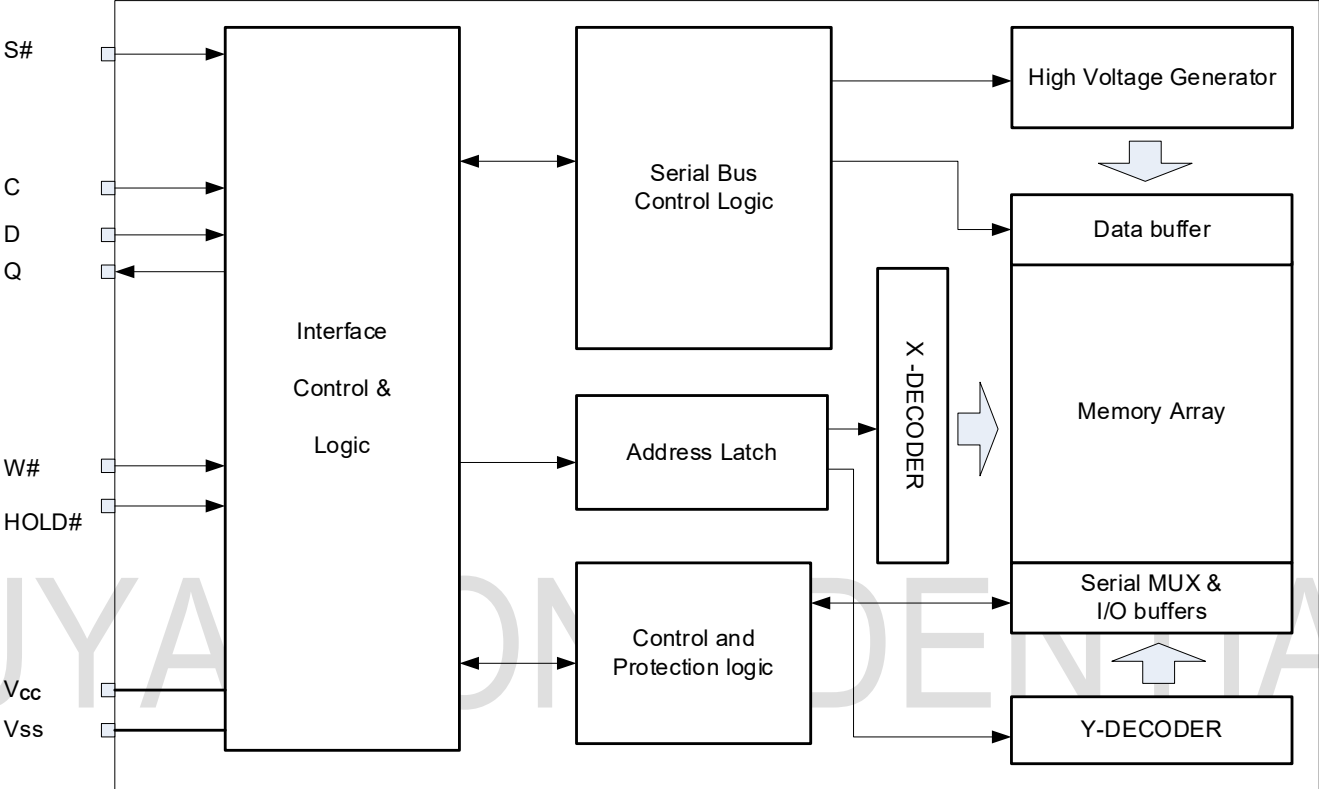 S#
C
D
Q
W#
HOLD#
Vcc
Vss
Interface
Control &
Logic
Serial Bus
Control Logic
Address Latch
Control and
Protection logic
X -DECODER
High Voltage Generator
Data buffer
Memory Array
Serial MUX &
I/O buffers
Y-DECODER